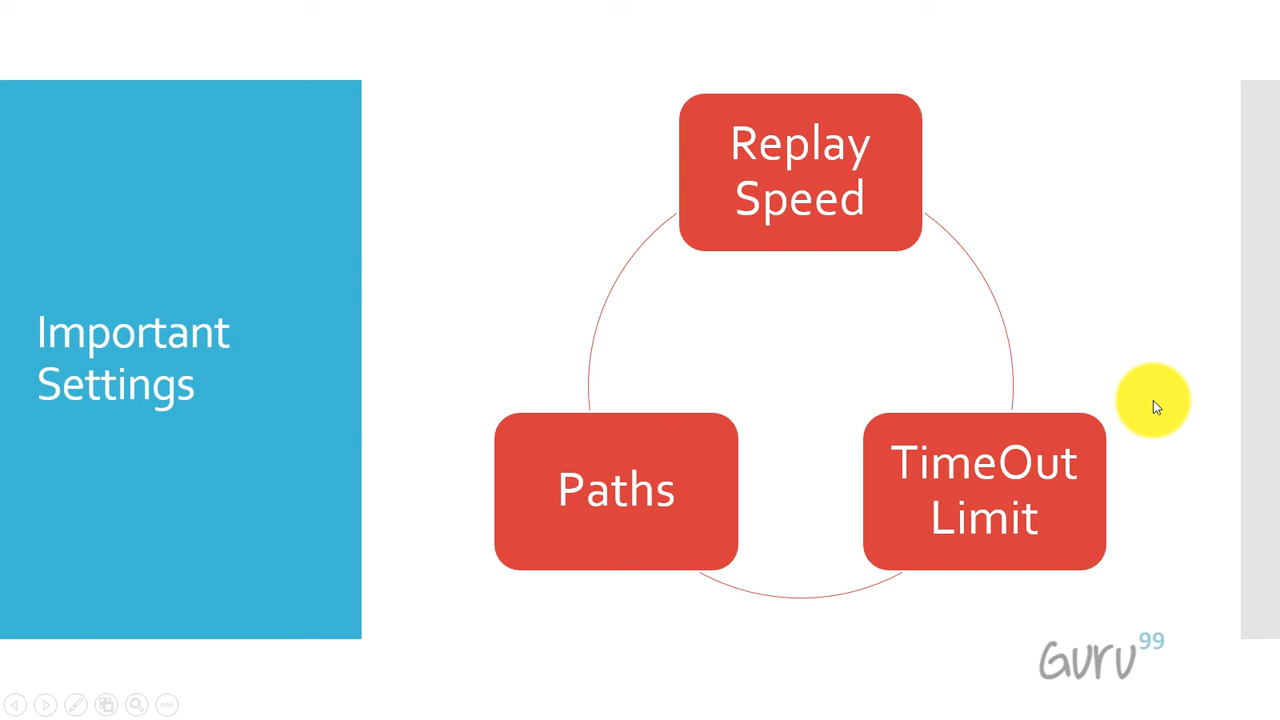 Important
Settings
Replay
Speed
Paths
TimeOut
Limit
Guru99